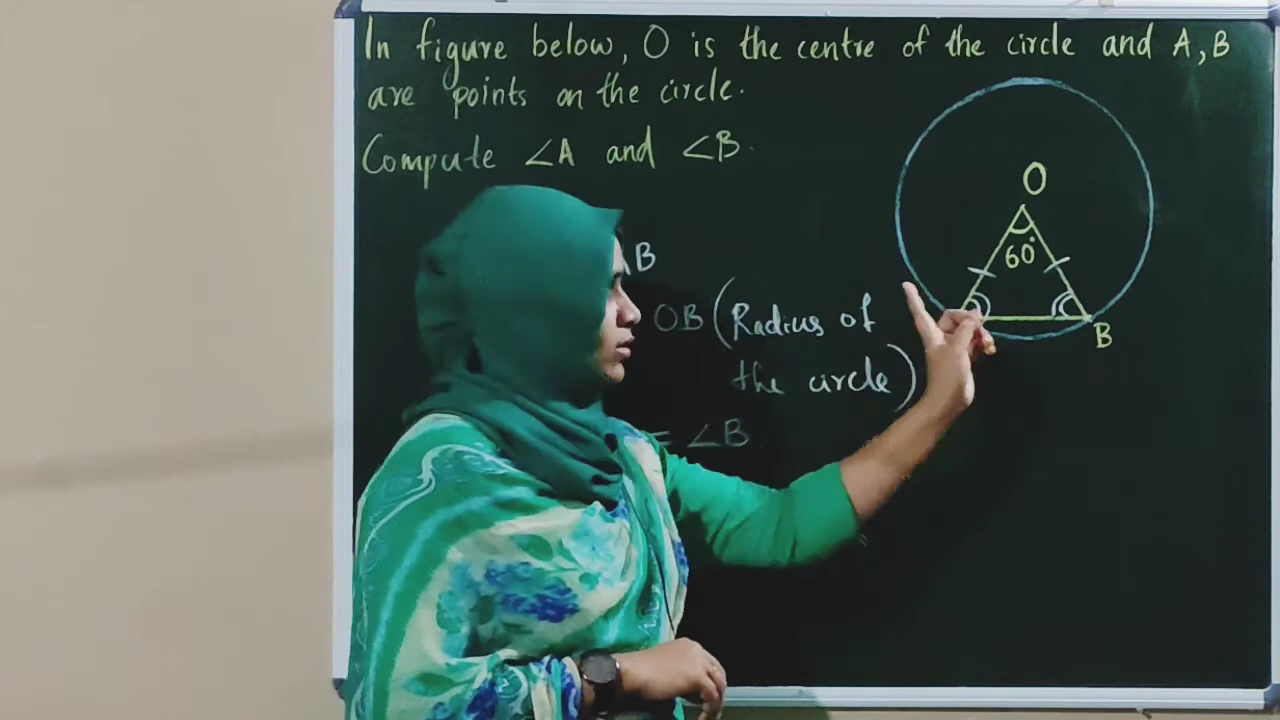 In figure below, O is the centre of the circle and A, B
are points on the circle.
Compute ∠A and ∠B.
O
60°
B
B
OB (Radius of
the circle)
= ∠B